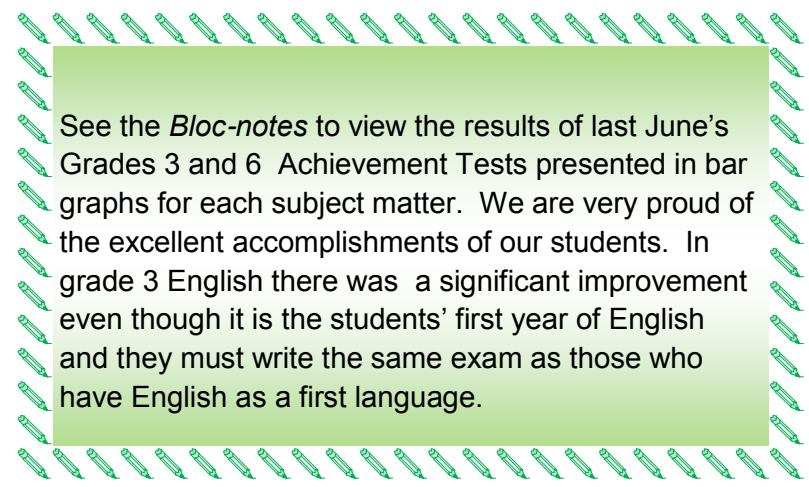 See the Bloc-notes to view the results of last June’s
Grades 3 and 6  Achievement Tests presented in bar
graphs for each subject matter.  We are very proud of
the excellent accomplishments of our students.  In
grade 3 English there was  a significant improvement
even though it is the students’ first year of English
and they must write the same exam as those who
have English as a first language.